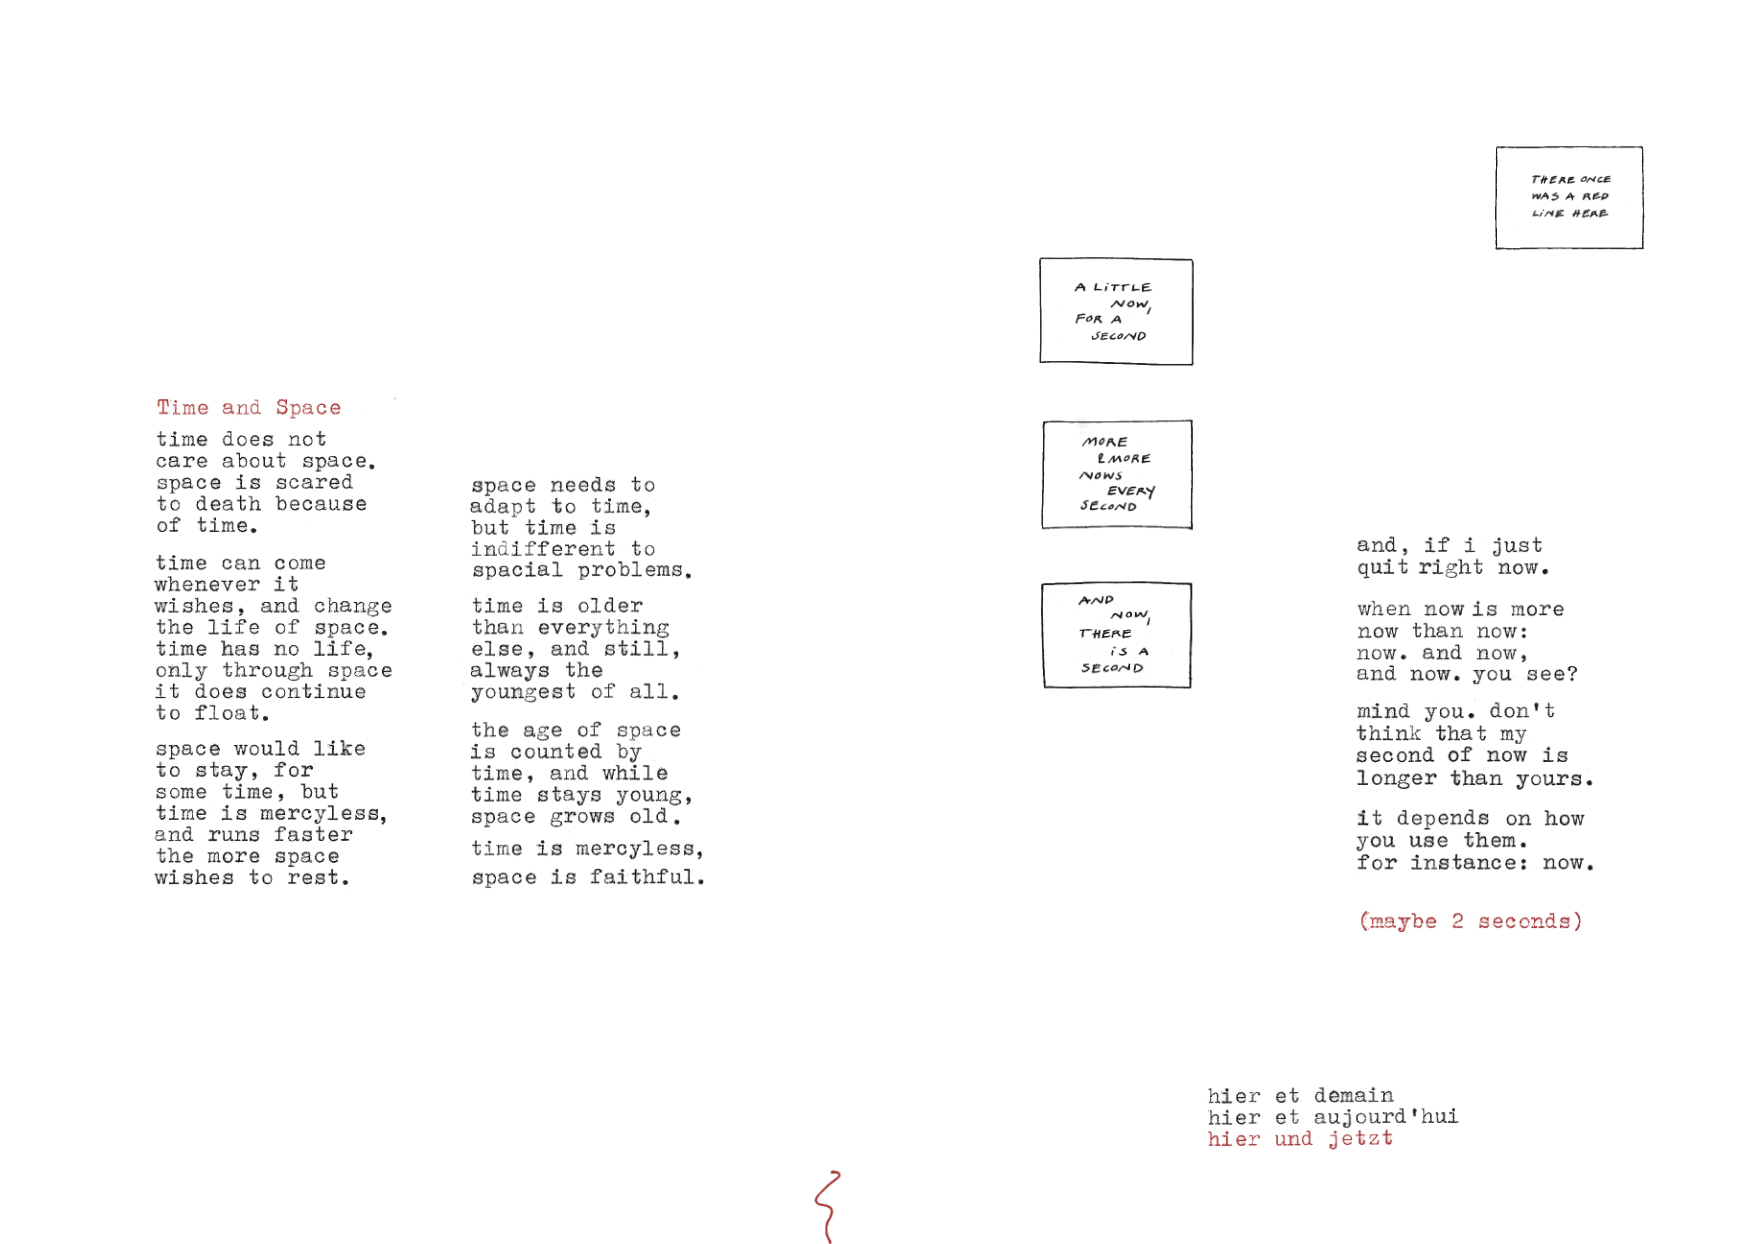 Time and Space
time does not
care about space.
space is scared
to death because
of time.
time can come
whenever it
wishes, and change
the life of space.
time has no life,
only through space
it does continue
to float.
space would like
to stay, for
some time, but
time is mercyless,
and runs faster
the more space
wishes to rest.
space needs to
adapt to time,
but time is
indifferent to
spacial problems.
time is older
than everything
else, and still,
always the
youngest of all.
the age of space
is counted by
time, and while
time stays young,
space grows old.
time is mercyless,
space is faithful.
A LiTTLE
NOW,
FOR A
SECOND
MORE
& MORE
NOWS
EVERY
SECOND
AND
NOW,
THERE
iS A
SECOND
THERE ONCE
WAS A RED
LiNE HERE
and, if i just
quit right now.
when now is more
now than now:
now. and now,
and now. you see?
mind you. don't
think that my
second of now is
longer than yours.
it depends on how
you use them.
for instance: now.
(maybe 2 seconds)
hier et demain
hier et aujourd'hui
hier und jetzt